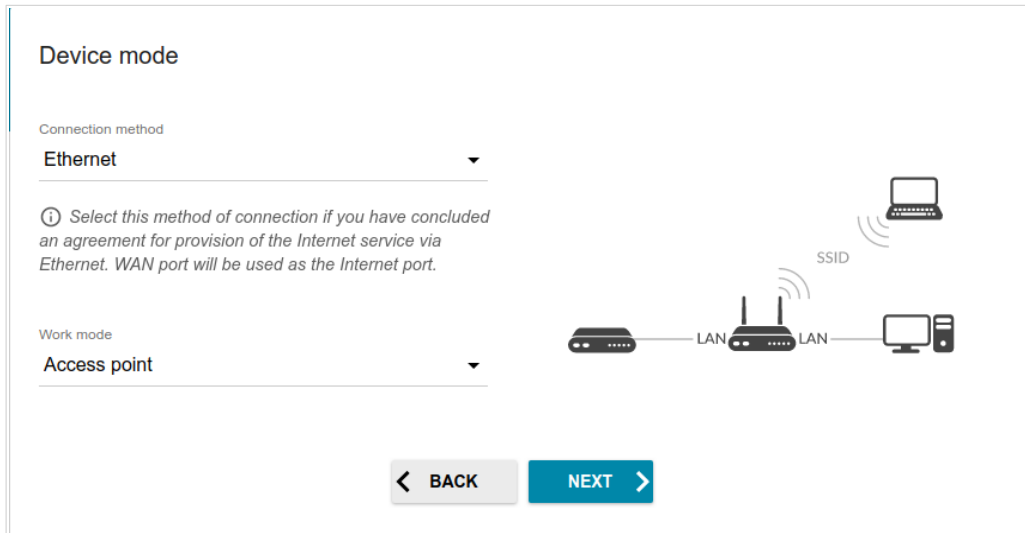 Device mode
Connection method
Ethernet
Select this method of connection if you have concluded
an agreement for provision of the Internet service via
Ethernet. WAN port will be used as the Internet port.
Work mode
Access point
SSID
LAN
LAN
BACK
NEXT